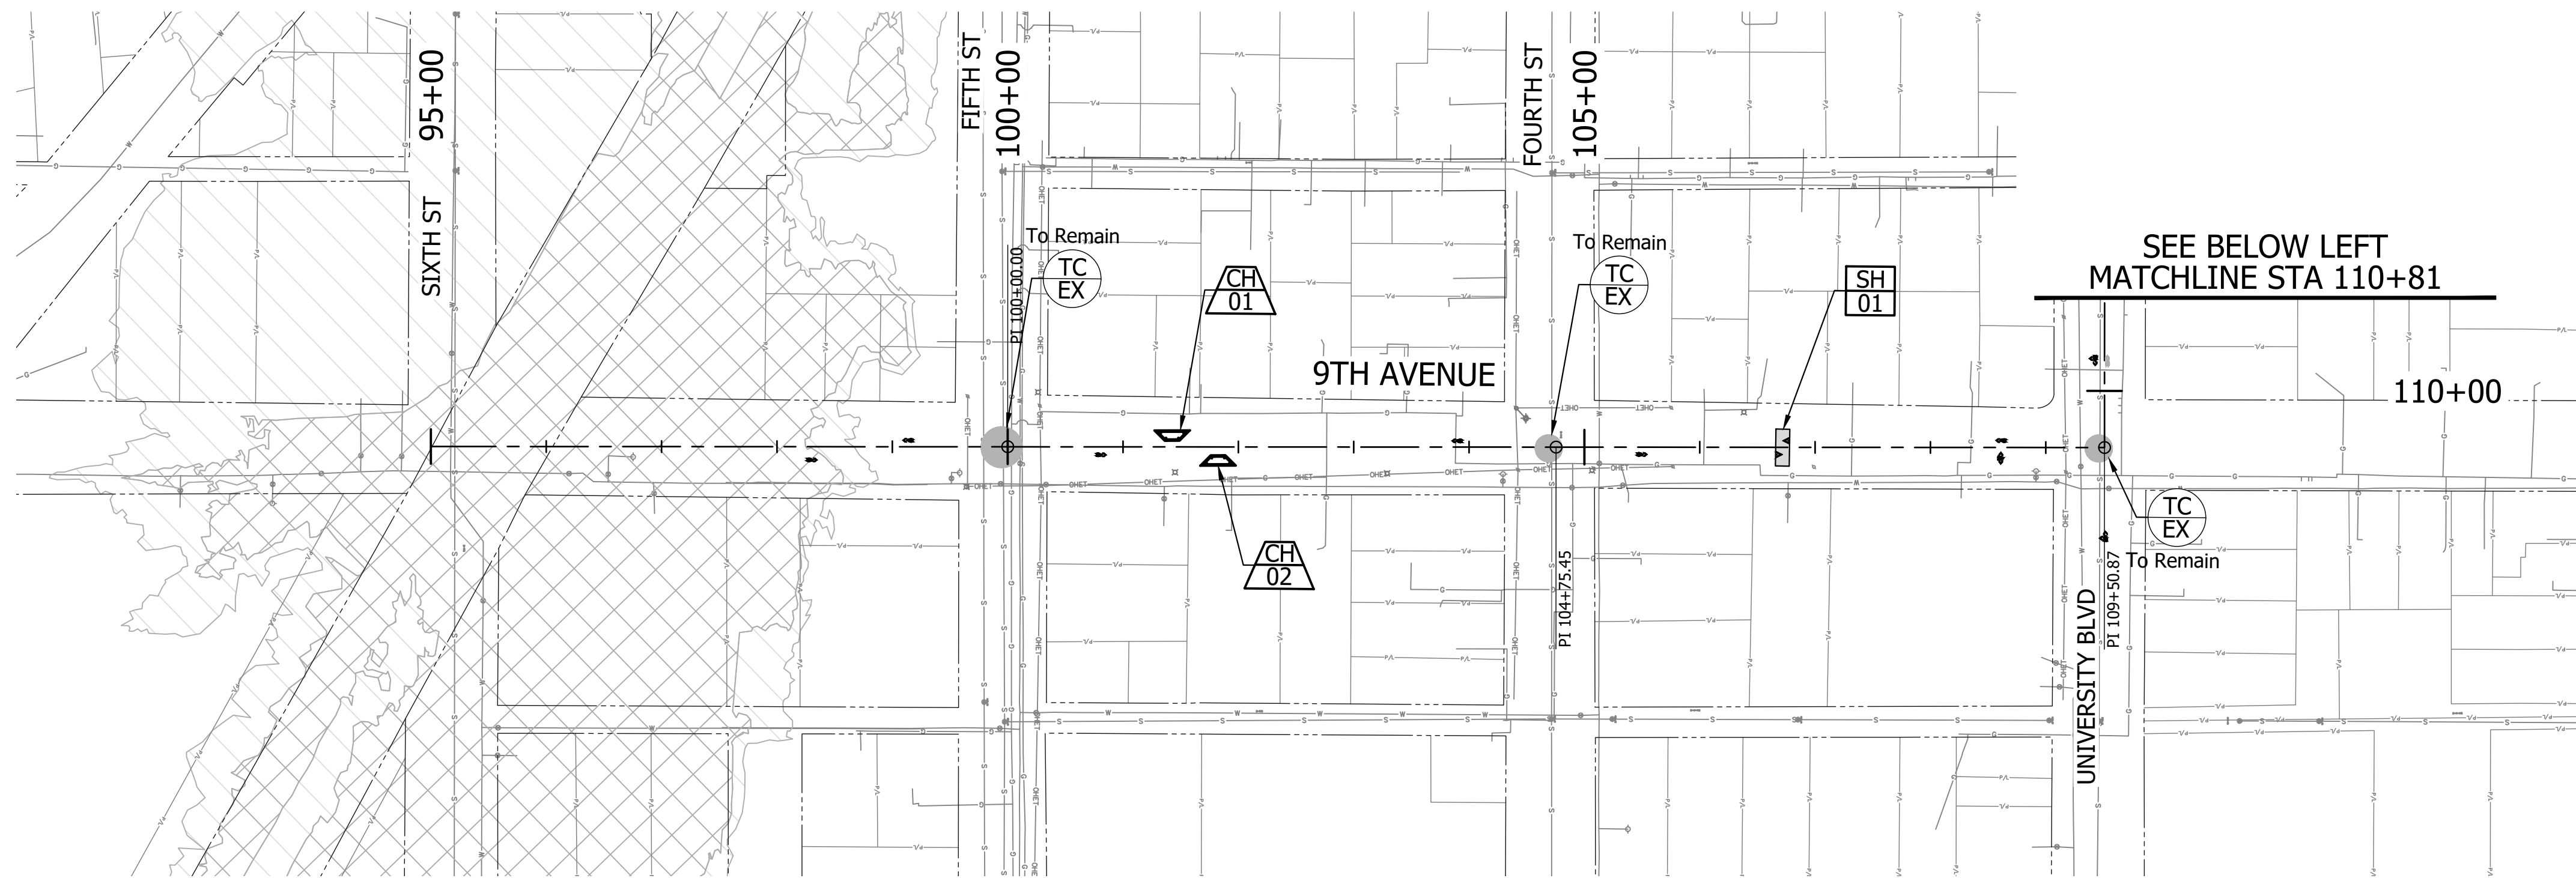 SIXTH ST
95+00
FIFTH ST
100+00
FOURTH ST
105+00
To Remain
TC
EX
PI 100+00.00
CH
01
To Remain
TC
EX
SH
01
SEE BELOW LEFT
MATCHLINE STA 110+81
9TH AVENUE
110+00
CH
02
PI 104+75.45
TC
EX
To Remain
PI 109+50.87
UNIVERSITY BLVD